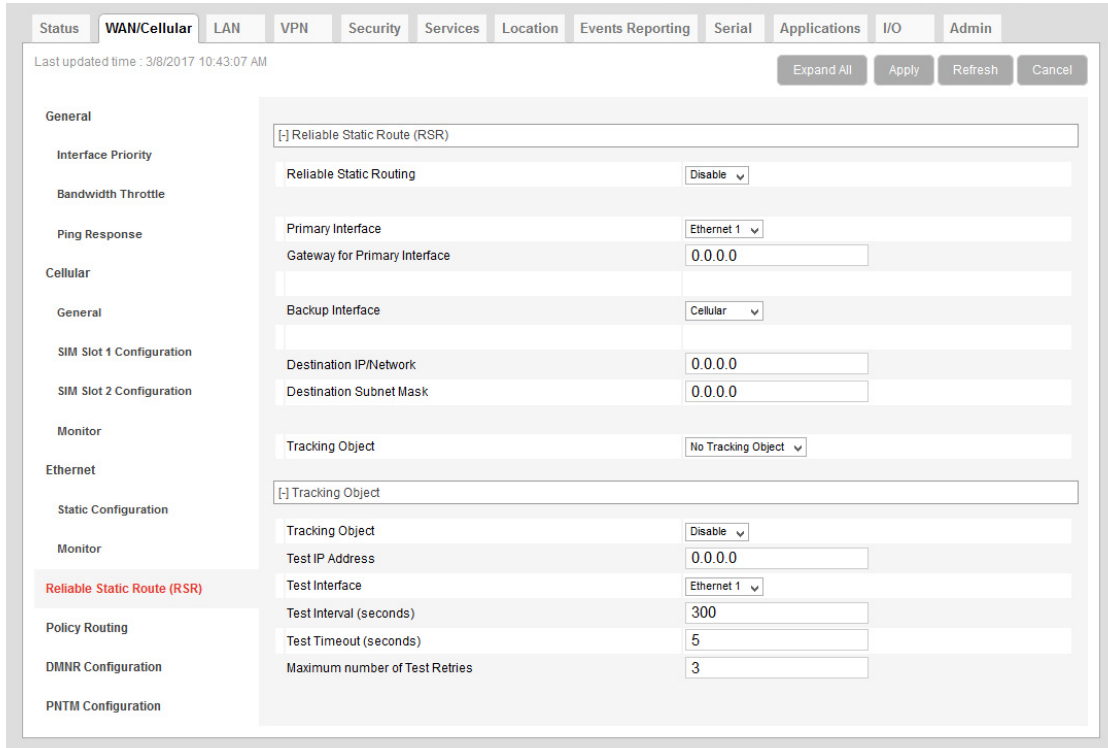 Status WAN/Cellular LAN VPN Security Services Location Events Reporting Serial Applications I/O Admin
Last updated time : 3/8/2017 10:43:07 AM
Expand All Apply Refresh Cancel
General
Interface Priority
Bandwidth Throttle
Ping Response
Cellular
General
SIM Slot 1 Configuration
SIM Slot 2 Configuration
Monitor
Ethernet
Static Configuration
Monitor
Reliable Static Route (RSR)
Policy Routing
DMNR Configuration
PNTM Configuration
[-] Reliable Static Route (RSR)
Reliable Static Routing Disable
Primary Interface Ethernet 1
Gateway for Primary Interface 0.0.0.0
Backup Interface Cellular
Destination IP/Network 0.0.0.0
Destination Subnet Mask 0.0.0.0
Tracking Object No Tracking Object
[-] Tracking Object
Tracking Object Disable
Test IP Address 0.0.0.0
Test Interface Ethernet 1
Test Interval (seconds) 300
Test Timeout (seconds) 5
Maximum number of Test Retries 3